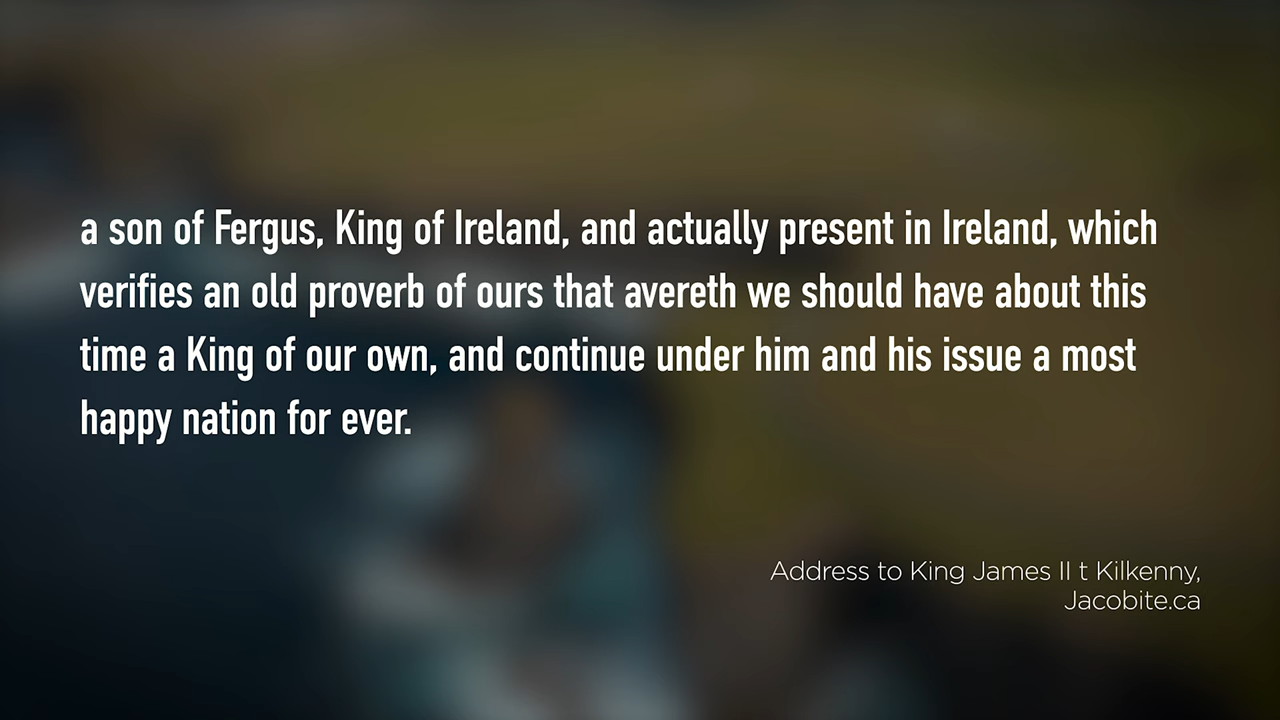 a son of Fergus, King of Ireland, and actually present in Ireland, which
verifies an old proverb of ours that avereth we should have about this
time a King of our own, and continue under him and his issue a most
happy nation for ever.
Address to King James II t Kilkenny,
Jacobite.ca